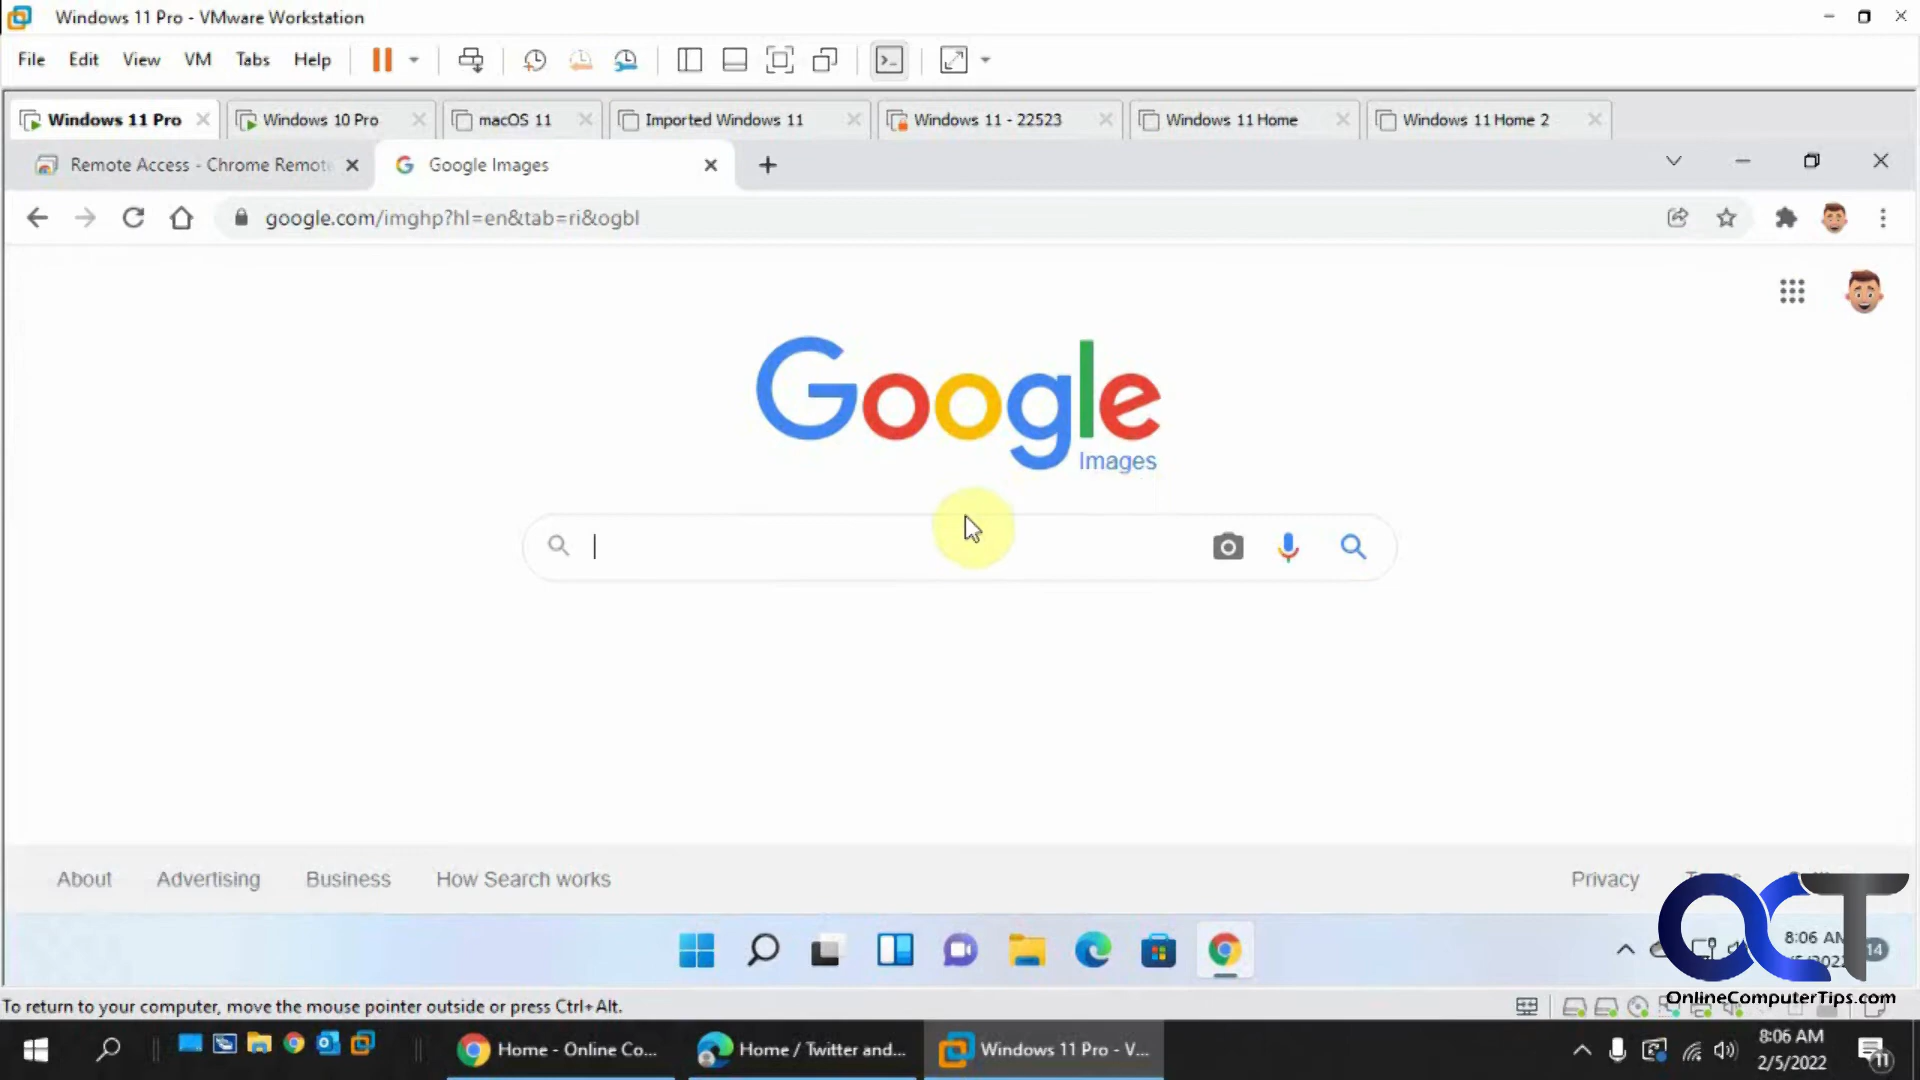 Windows 11 Pro - VMware Workstation
File Edit View VM Tabs Help
Windows 11 Pro Windows 10 Pro macOS 11 Imported Windows 11 Windows 11 - 22523 Windows 11 Home Windows 11 Home 2
Remote Access - Chrome Remote Google Images
google.com/imghp?hl=en&tab=ri&ogbl
Google
Images
About Advertising Business How Search works Privacy
8:06 AM
14
OCT
OnlineComputerTips.com
To return to your computer, move the mouse pointer outside or press Ctrl+Alt.
Home - Online Co... Home / Twitter and... Windows 11 Pro - V...
8:06 AM
2/5/2022
11